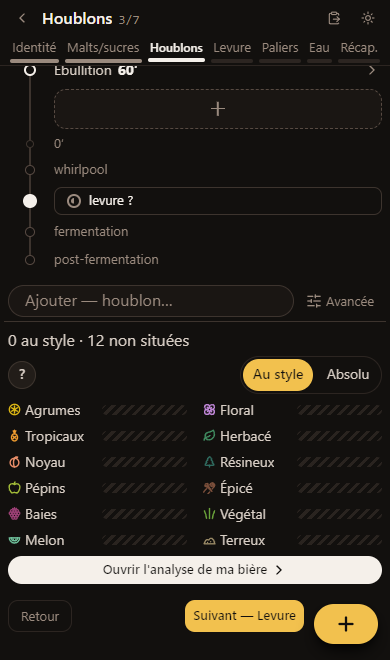 Houblons 3/7
Identité Malts/sucres Houblons Levure Paliers Eau Récap.
Ébullition 60'
0'
whirlpool
levure ?
fermentation
post-fermentation
Ajouter — houblon... Avancée
0 au style · 12 non situées
? Au style Absolu
Agrumes Floral
Tropicaux Herbacé
Noyau Résineux
Pépins Épicé
Baies Végétal
Melon Terreux
Ouvrir l'analyse de ma bière
Retour Suivant — Levure